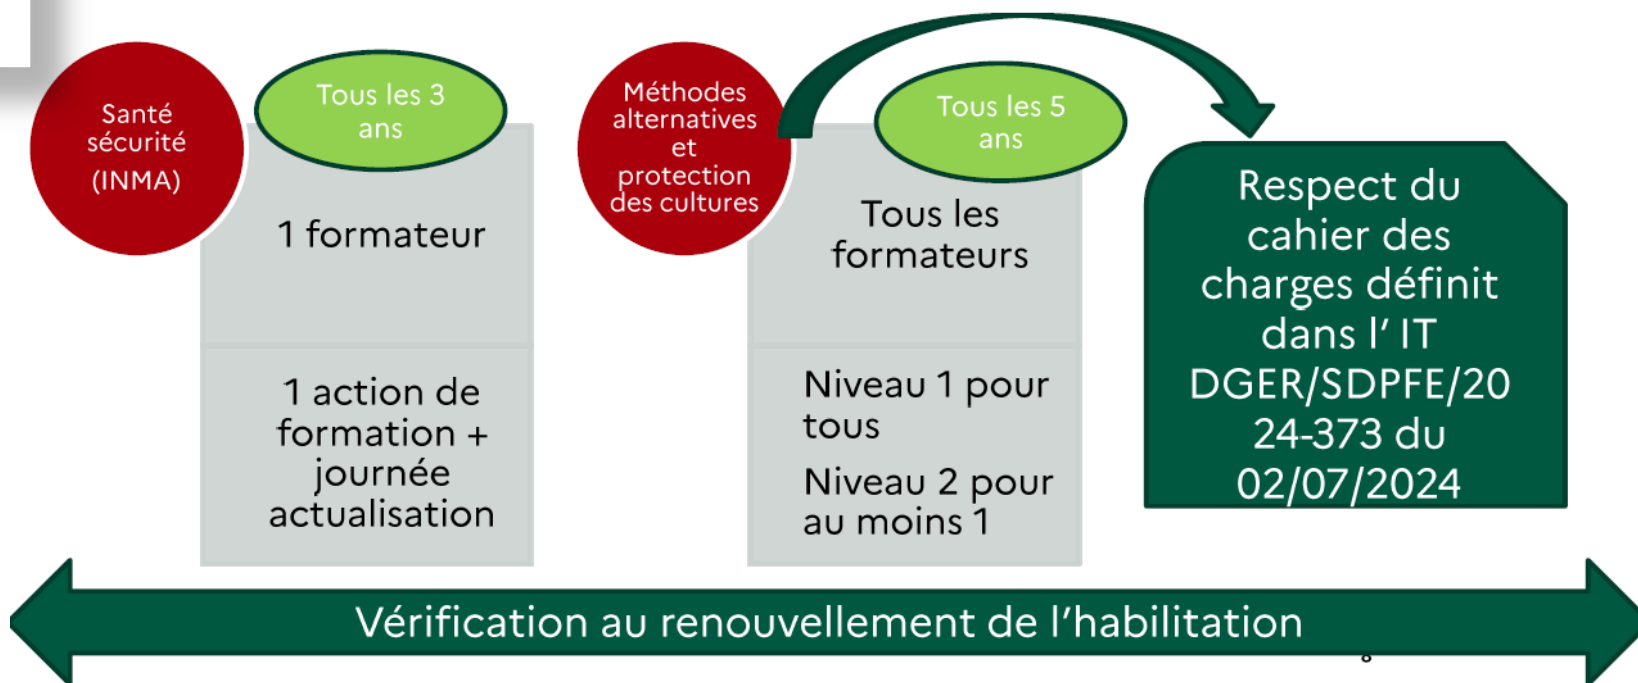 Santé
sécurité
(INMA)
Tous les 3
ans
1 formateur
1 action de
formation +
journée
actualisation
Méthodes
alternatives
et
protection
des cultures
Tous les 5
ans
Tous les
formateurs
Niveau 1 pour
tous
Niveau 2 pour
au moins 1
Respect du
cahier des
charges définit
dans l' IT
DGER/SDPFE/20
24-373 du
02/07/2024
Vérification au renouvellement de l'habilitation